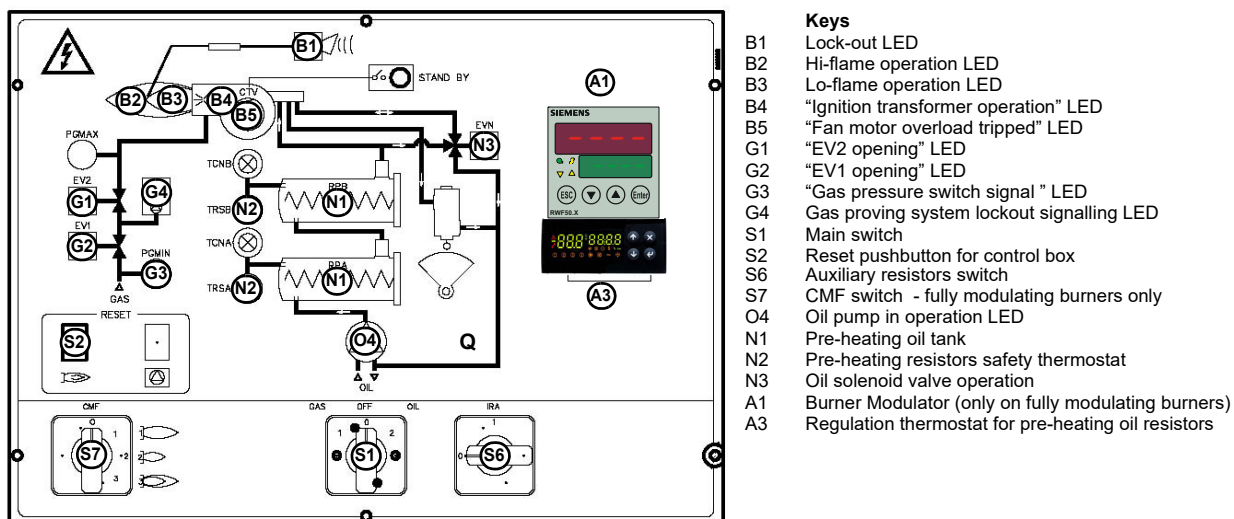 B1
STAND BY
CTV
B2
B3
B4
B5
PGMAX
EV2
G1
G4
EV1
G2
PGMIN
G3
GAS
TCNB
TRSB
N2
RPB
N1
TCNA
TRSA
N2
RPA
N1
EVN
N3
O4
OIL
Q
A1
SIEMENS
ESC
Enter
RWF50.X
A3
RESET
S2
CMF
0
1
2
3
S7
1
2
3
GAS OFF OIL
0
1
2
S1
IRA
1
0
S6
Keys
B1 Lock-out LED
B2 Hi-flame operation LED
B3 Lo-flame operation LED
B4 “Ignition transformer operation” LED
B5 “Fan motor overload tripped” LED
G1 “EV2 opening” LED
G2 “EV1 opening” LED
G3 “Gas pressure switch signal ” LED
G4 Gas proving system lockout signalling LED
S1 Main switch
S2 Reset pushbutton for control box
S6 Auxiliary resistors switch
S7 CMF switch - fully modulating burners only
O4 Oil pump in operation LED
N1 Pre-heating oil tank
N2 Pre-heating resistors safety thermostat
N3 Oil solenoid valve operation
A1 Burner Modulator (only on fully modulating burners)
A3 Regulation thermostat for pre-heating oil resistors